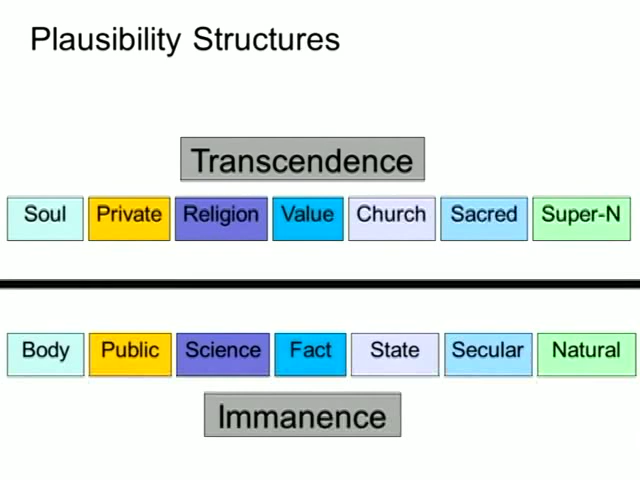 Plausibility Structures
Transcendence
Soul Private Religion Value Church Sacred Super-N
Body Public Science Fact State Secular Natural
Immanence